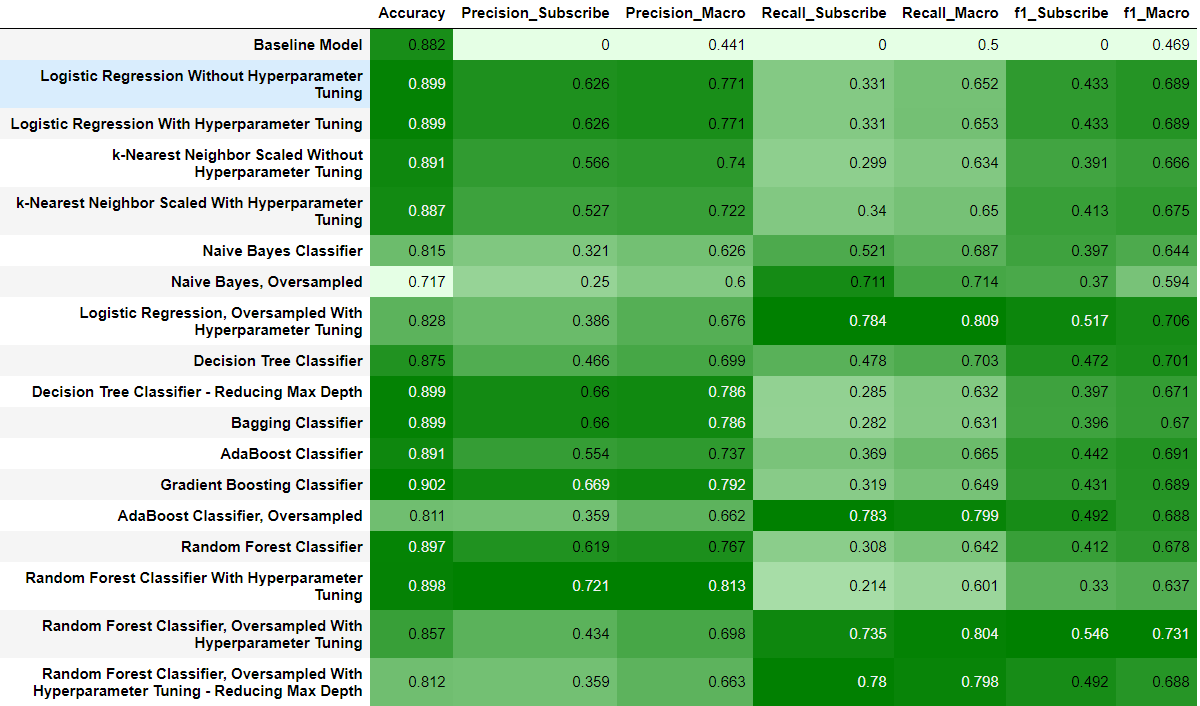 Accuracy Precision_Subscribe Precision_Macro Recall_Subscribe Recall_Macro f1_Subscribe f1_Macro
Baseline Model 0.882 0 0.441 0 0.5 0 0.469
Logistic Regression Without Hyperparameter
Tuning 0.899 0.626 0.771 0.331 0.652 0.433 0.689
Logistic Regression With Hyperparameter Tuning 0.899 0.626 0.771 0.331 0.653 0.433 0.689
k-Nearest Neighbor Scaled Without
Hyperparameter Tuning 0.891 0.566 0.74 0.299 0.634 0.391 0.666
k-Nearest Neighbor Scaled With Hyperparameter
Tuning 0.887 0.527 0.722 0.34 0.65 0.413 0.675
Naive Bayes Classifier 0.815 0.321 0.626 0.521 0.687 0.397 0.644
Naive Bayes, Oversampled 0.717 0.25 0.6 0.711 0.714 0.37 0.594
Logistic Regression, Oversampled With
Hyperparameter Tuning 0.828 0.386 0.676 0.784 0.809 0.517 0.706
Decision Tree Classifier 0.875 0.466 0.699 0.478 0.703 0.472 0.701
Decision Tree Classifier - Reducing Max Depth 0.899 0.66 0.786 0.285 0.632 0.397 0.671
Bagging Classifier 0.899 0.66 0.786 0.282 0.631 0.396 0.67
AdaBoost Classifier 0.891 0.554 0.737 0.369 0.665 0.442 0.691
Gradient Boosting Classifier 0.902 0.669 0.792 0.319 0.649 0.431 0.689
AdaBoost Classifier, Oversampled 0.811 0.359 0.662 0.783 0.799 0.492 0.688
Random Forest Classifier 0.897 0.619 0.767 0.308 0.642 0.412 0.678
Random Forest Classifier With Hyperparameter
Tuning 0.898 0.721 0.813 0.214 0.601 0.33 0.637
Random Forest Classifier, Oversampled With
Hyperparameter Tuning 0.857 0.434 0.698 0.735 0.804 0.546 0.731
Random Forest Classifier, Oversampled With
Hyperparameter Tuning - Reducing Max Depth 0.812 0.359 0.663 0.78 0.798 0.492 0.688